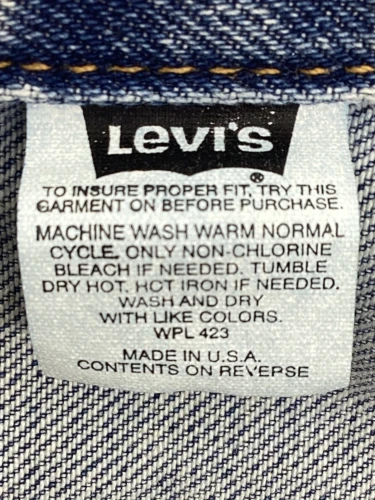 Levi's
®
TO INSURE PROPER FIT, TRY THIS
GARMENT ON BEFORE PURCHASE.
MACHINE WASH WARM NORMAL
CYCLE. ONLY NON-CHLORINE
BLEACH IF NEEDED. TUMBLE
DRY HOT. HOT IRON IF NEEDED.
WASH AND DRY
WITH LIKE COLORS.
WPL 423
MADE IN U.S.A.
CONTENTS ON REVERSE